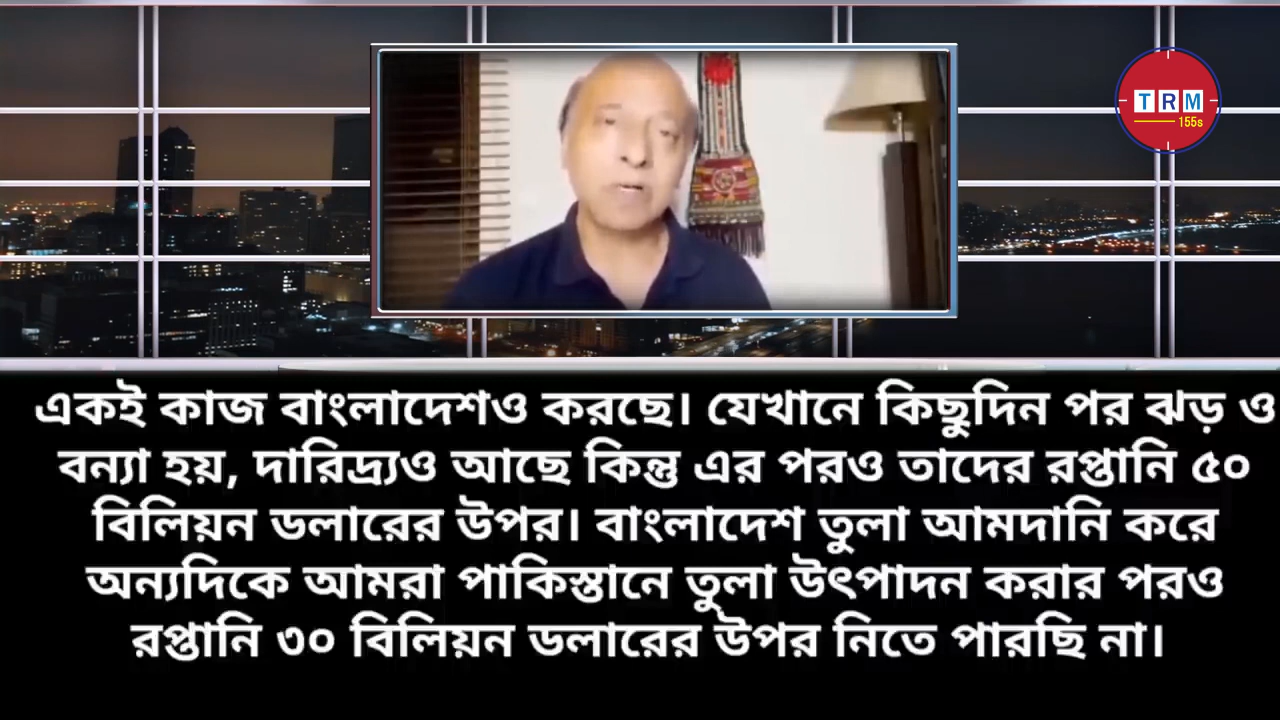 TRM
155s
একই কাজ বাংলাদেশও করছে। যেখানে কিছুদিন পর ঝড় ও
বন্যা হয়, দারিদ্র্যও আছে কিন্তু এর পরও তাদের রপ্তানি ৫০
বিলিয়ন ডলারের উপর। বাংলাদেশ তুলা আমদানি করে
অন্যদিকে আমরা পাকিস্তানে তুলা উৎপাদন করার পরও
রপ্তানি ৩০ বিলিয়ন ডলারের উপর নিতে পারছি না।